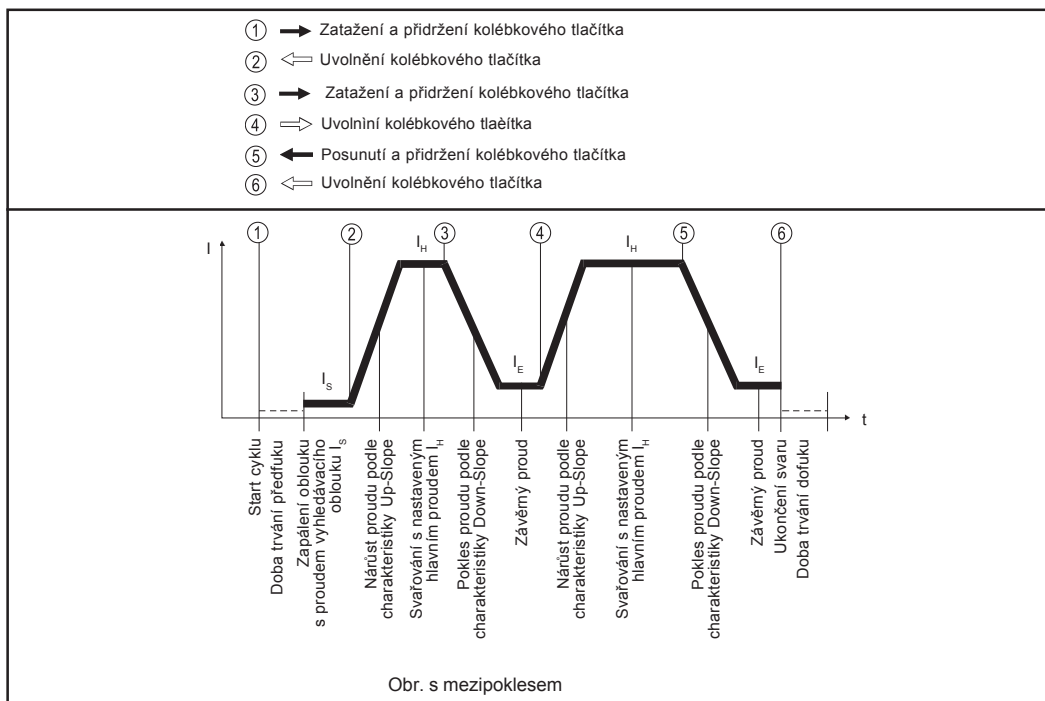 1 Zatažení a přidržení kolébkového tlačítka
2 Uvolnění kolébkového tlačítka
3 Zatažení a přidržení kolébkového tlačítka
4 Uvolnìní kolébkového tlaèítka
5 Posunutí a přidržení kolébkového tlačítka
6 Uvolnění kolébkového tlačítka
1 2 3 4 5 6
I
I_H I_H
I_S
I_E I_E
t
Start cyklu
Doba trvání předfuku
Zapálení oblouku
s proudem vyhledávacího
oblouku I_S
Nárůst proudu podle
charakteristiky Up-Slope
Svařování s nastaveným
hlavním proudem I_H
Pokles proudu podle
charakteristiky Down-Slope
Závěrný proud
Nárůst proudu podle
charakteristiky Up-Slope
Svařování s nastaveným
hlavním proudem I_H
Pokles proudu podle
charakteristiky Down-Slope
Závěrný proud
Ukončení svaru
Doba trvání dofuku
Obr. s mezipoklesem